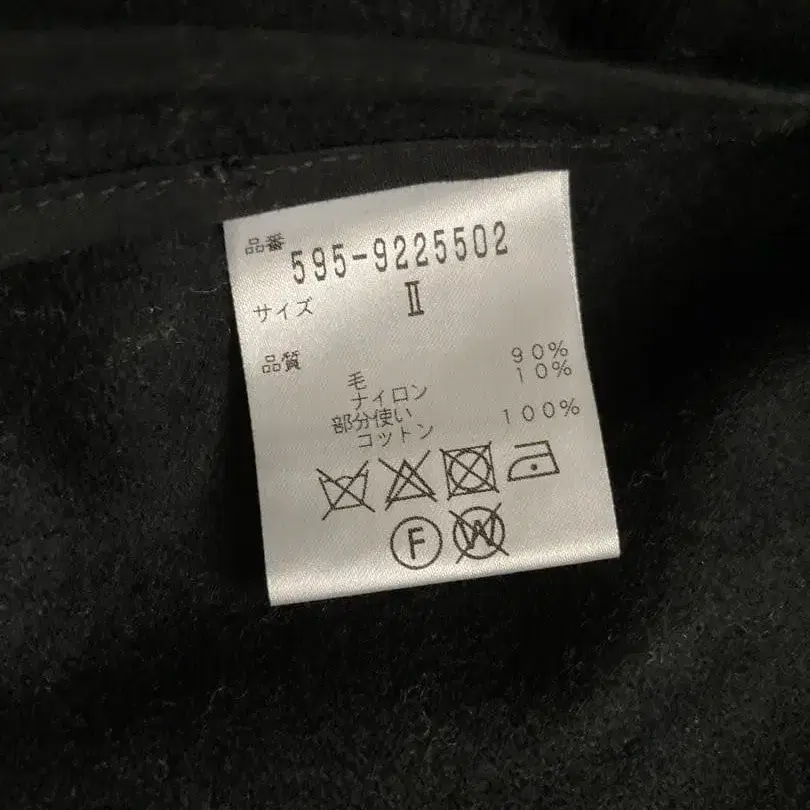 品番 595-9225502
サイズ Ⅱ
品質
毛 90%
ナイロン 10%
部分使い
コットン 100%
F W